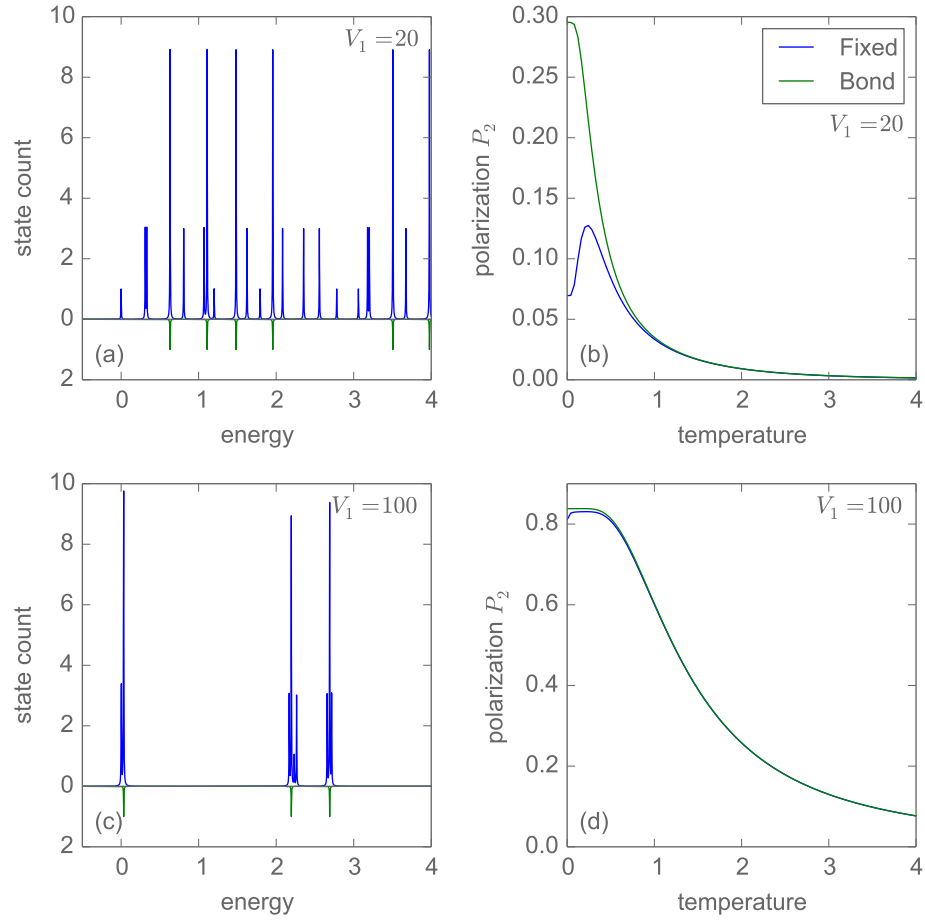 10
8
6
4
2
0
2
state count
V₁ = 20
(a)
0 1 2 3 4
energy
0.30
0.25
0.20
0.15
0.10
0.05
0.00
polarization P₂
Fixed
Bond
V₁ = 20
(b)
0 1 2 3 4
temperature
10
8
6
4
2
0
2
state count
V₁ = 100
(c)
0 1 2 3 4
energy
0.8
0.6
0.4
0.2
0.0
polarization P₂
V₁ = 100
(d)
0 1 2 3 4
temperature